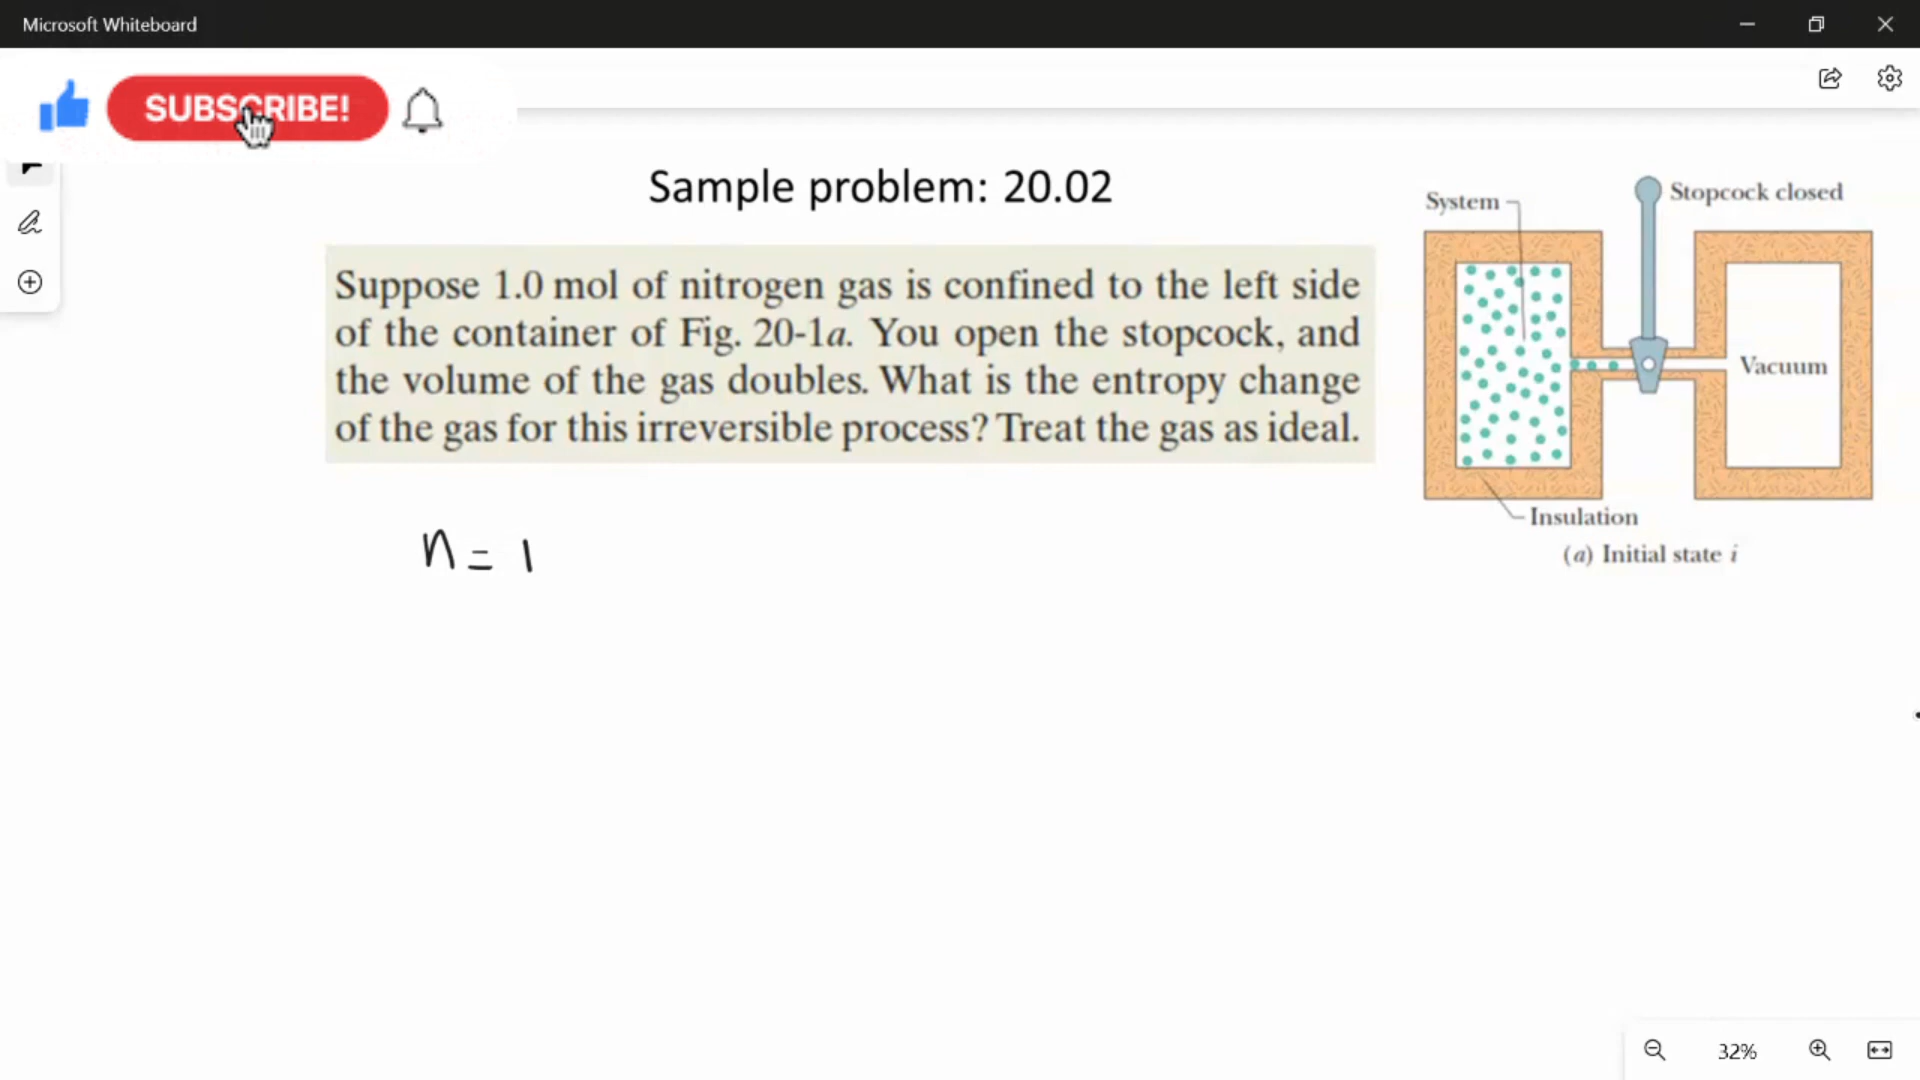 Microsoft Whiteboard
SUBSCRIBE!
Sample problem: 20.02
Suppose 1.0 mol of nitrogen gas is confined to the left side
of the container of Fig. 20-1a. You open the stopcock, and
the volume of the gas doubles. What is the entropy change
of the gas for this irreversible process? Treat the gas as ideal.
System
Stopcock closed
Vacuum
Insulation
(a) Initial state i
n = 1
32%